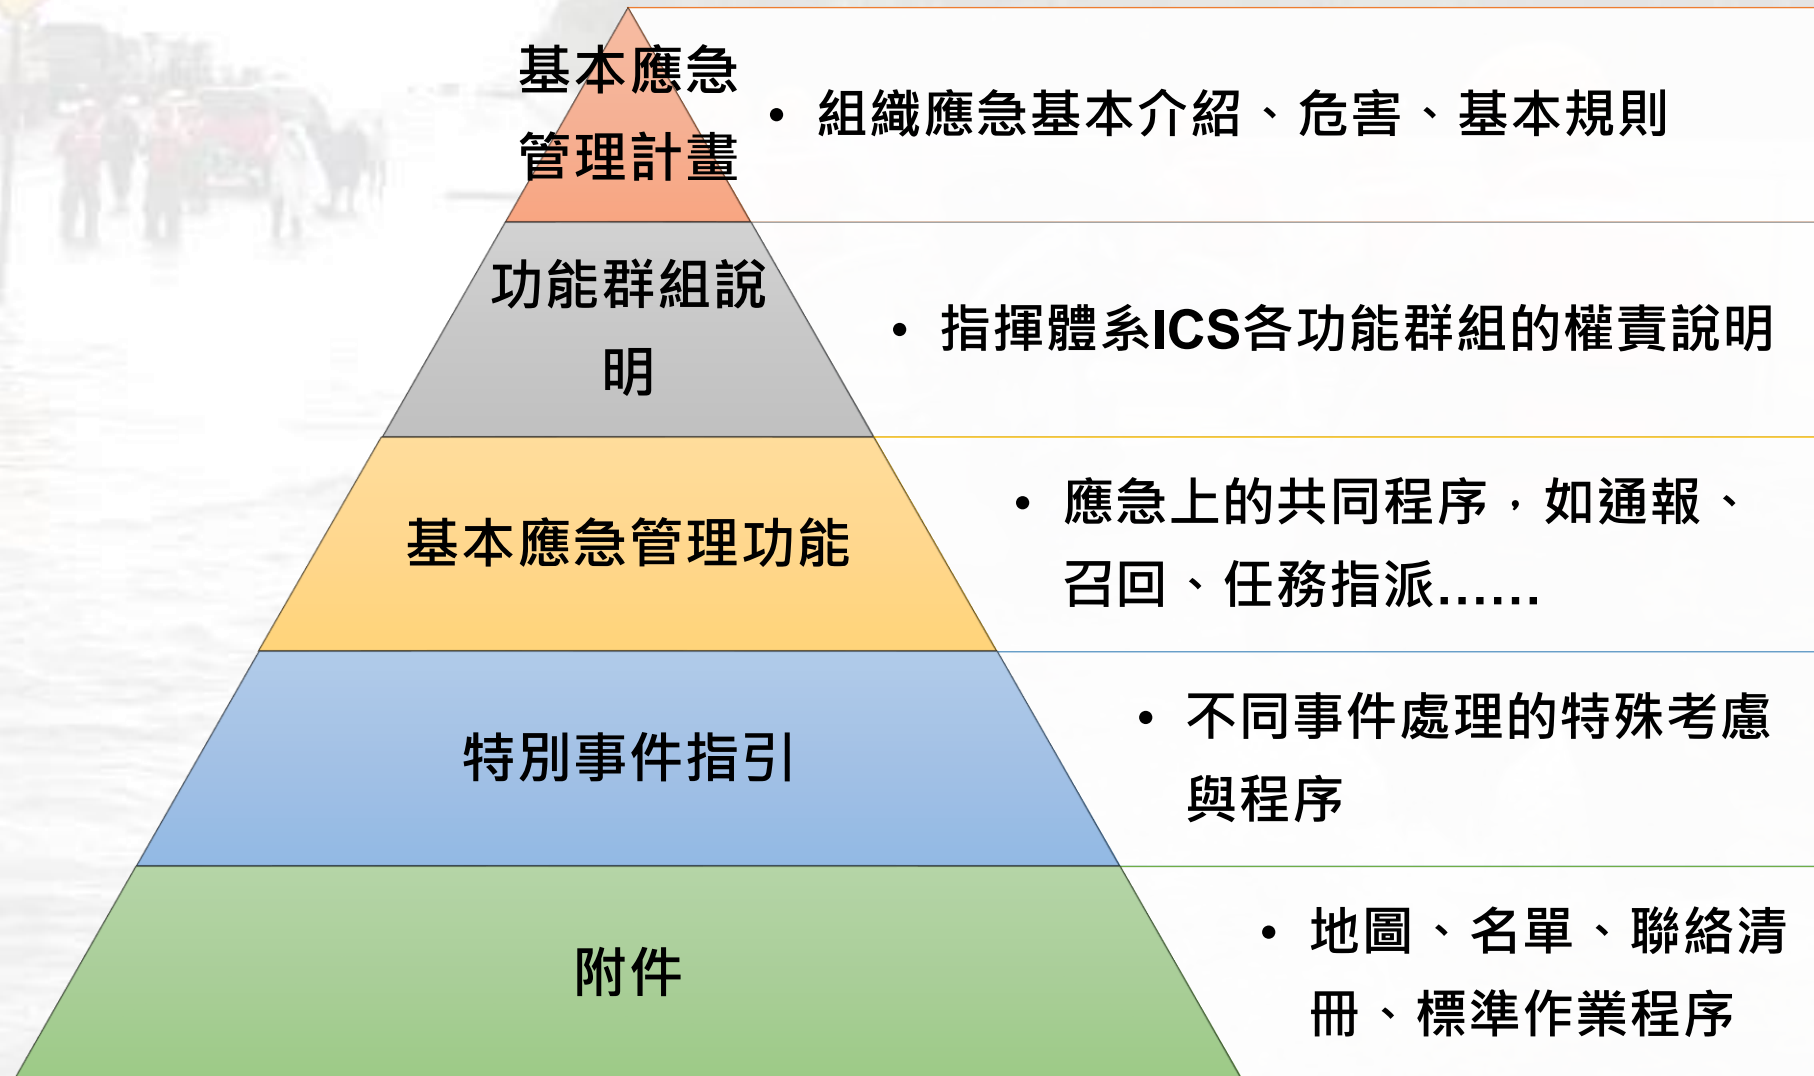 基本應急
管理計畫
• 組織應急基本介紹、危害、基本規則
功能群組說
明
• 指揮體系ICS各功能群組的權責說明
基本應急管理功能
• 應急上的共同程序，如通報、
召回、任務指派......
特別事件指引
• 不同事件處理的特殊考慮
與程序
附件
• 地圖、名單、聯絡清
冊、標準作業程序